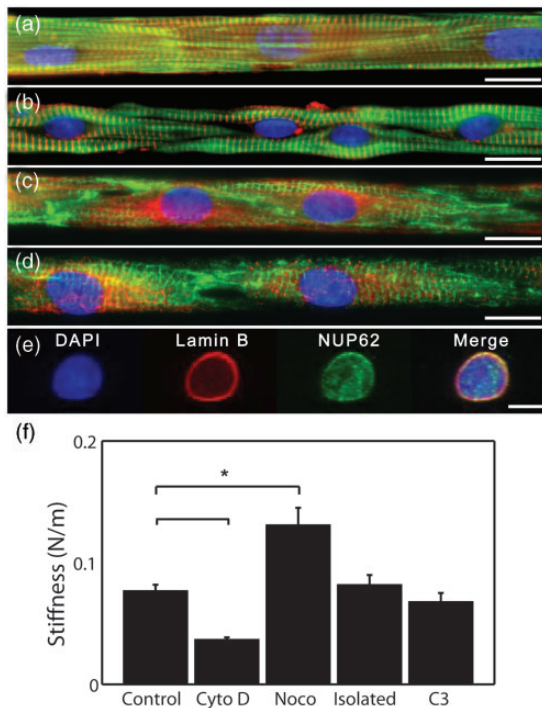 (a)
(b)
(c)
(d)
(e) DAPI Lamin B NUP62 Merge
(f)
0.2
*
0.1
0
Stiffness (N/m)
Control Cyto D Noco Isolated C3